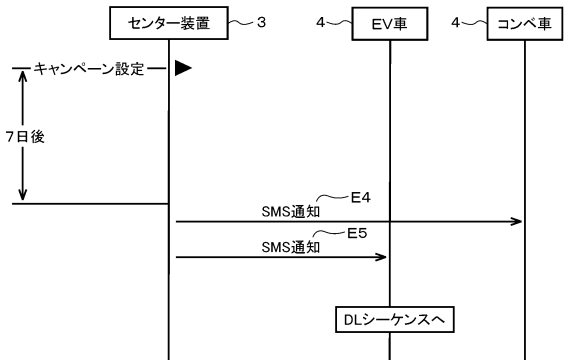 センター装置 3
4 EV車
4 コンベ車
キャンペーン設定
7日後
E4
SMS通知
E5
SMS通知
DLシーケンスへ